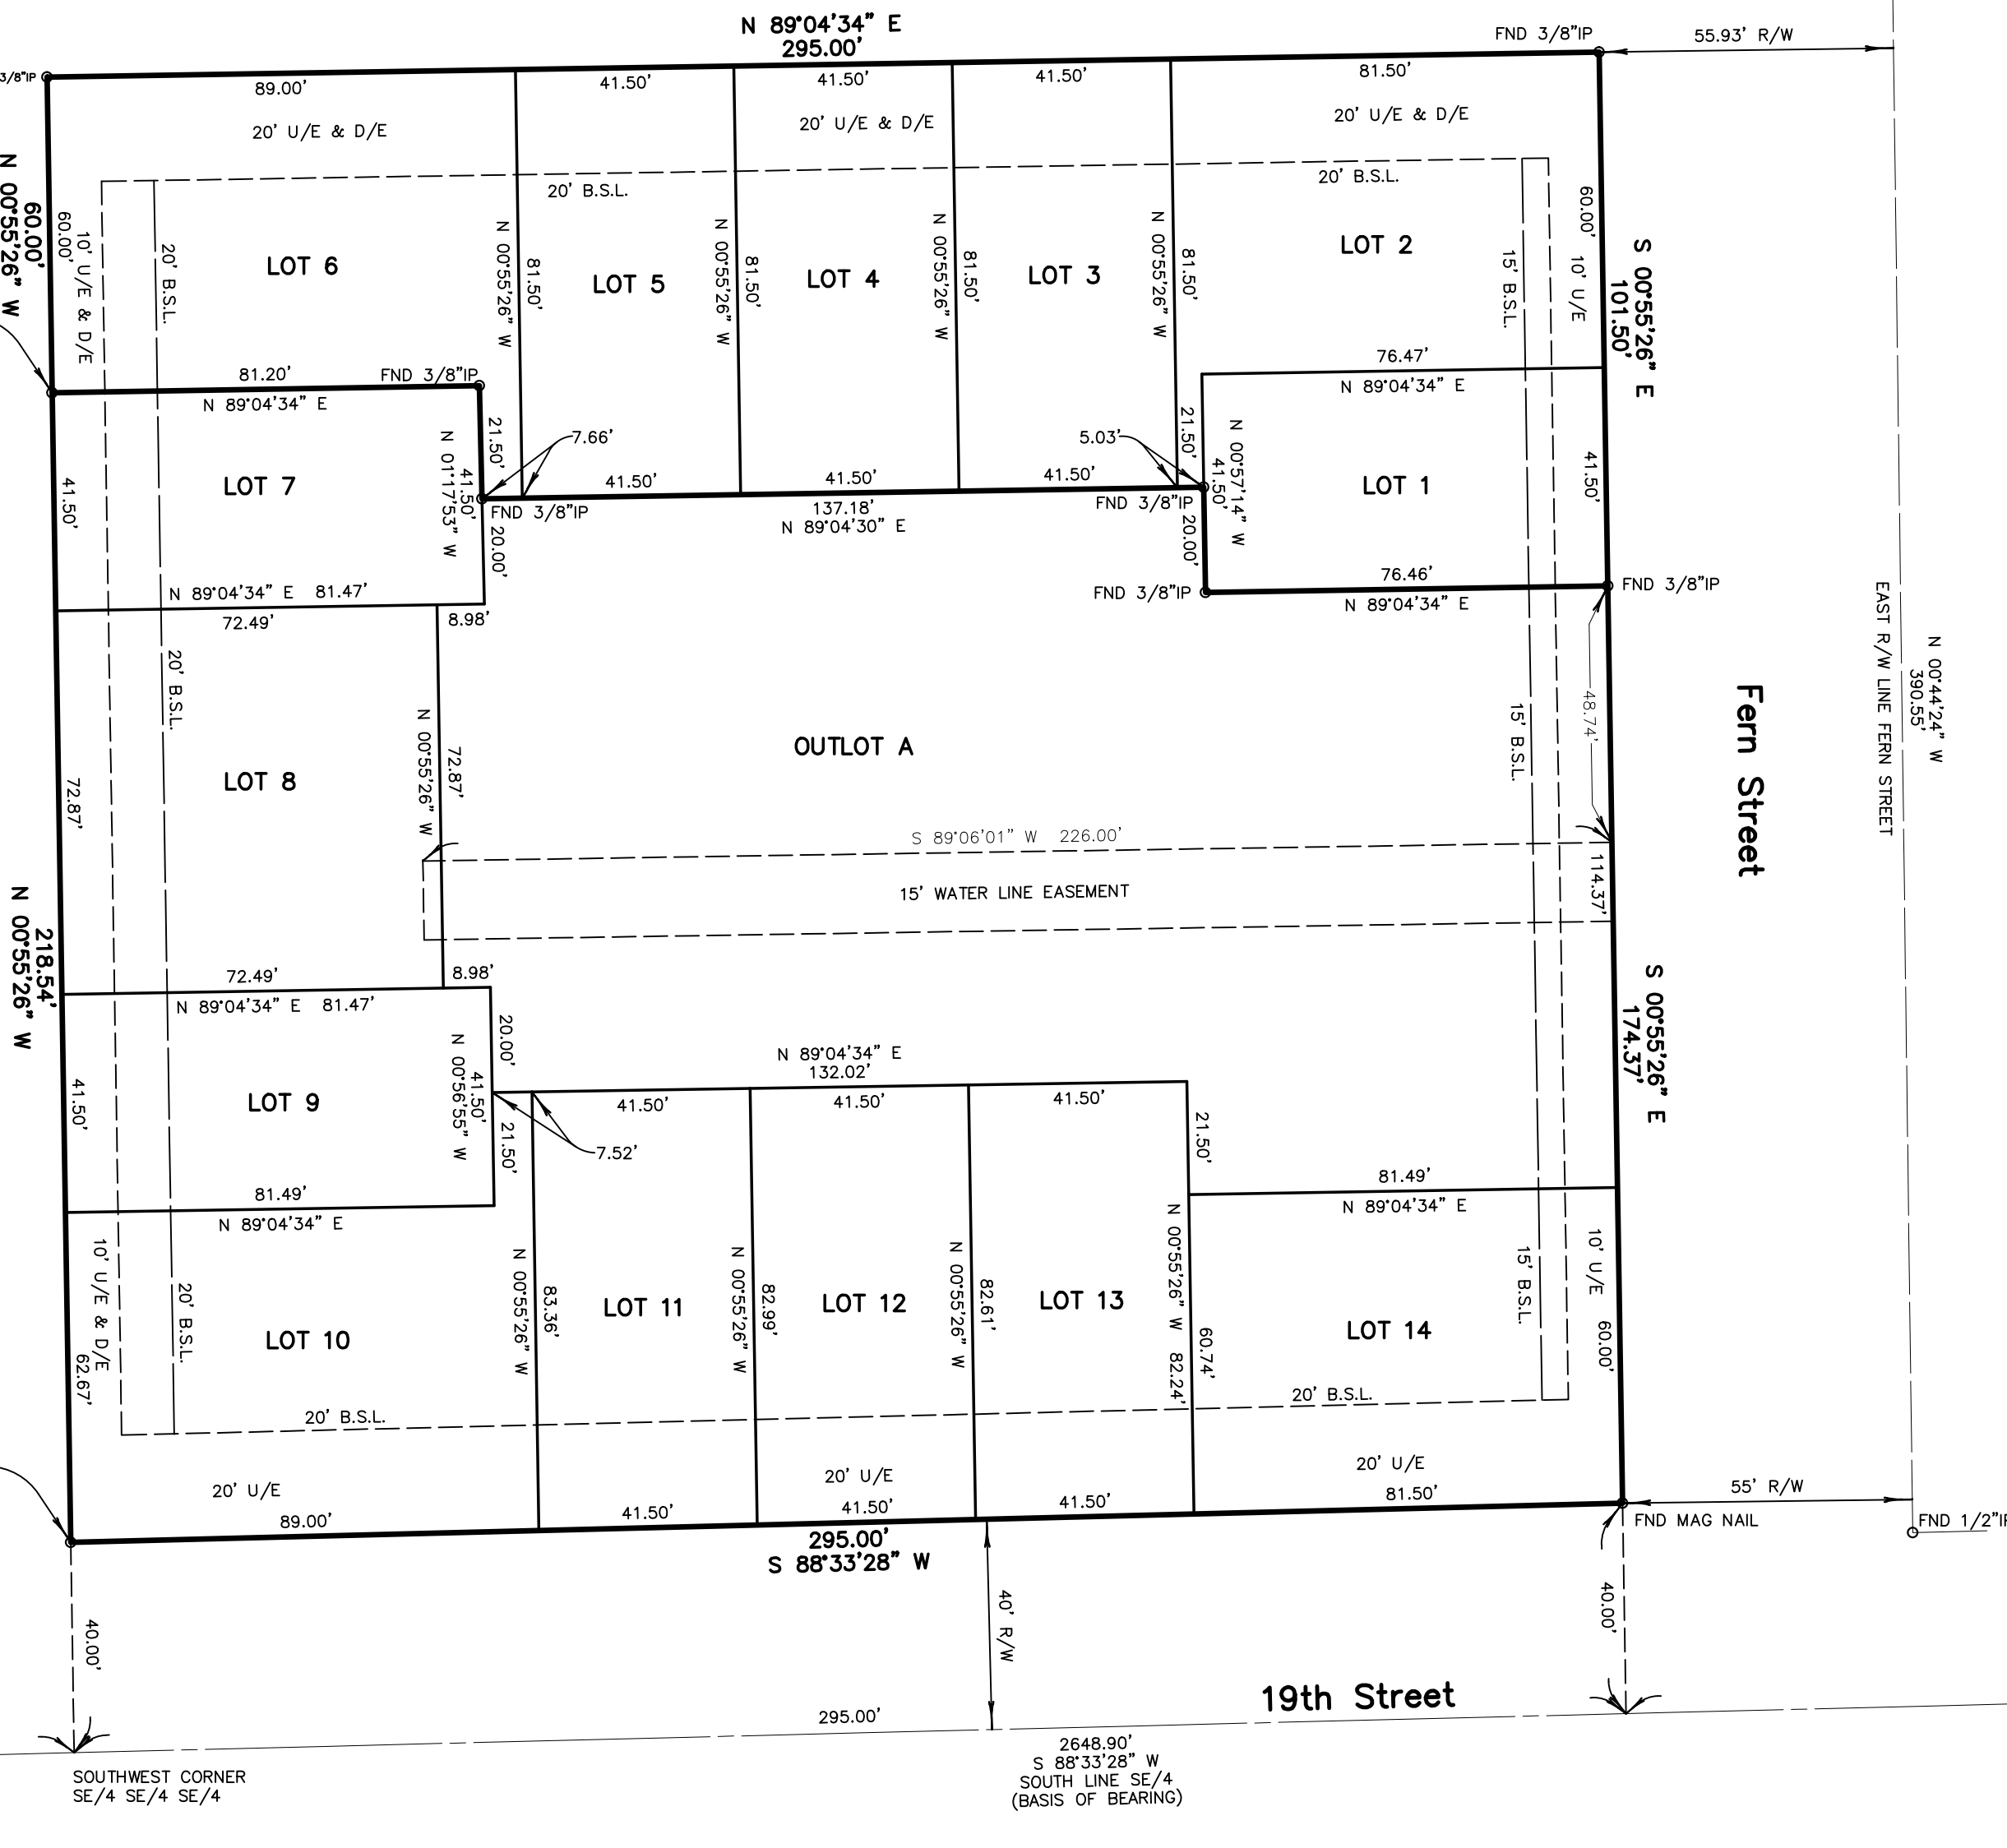 N 89°04'34" E
295.00'
FND 3/8"IP
55.93' R/W
3/8"IP
89.00'
41.50'
41.50'
41.50'
81.50'
20' U/E & D/E
20' U/E & D/E
20' U/E & D/E
20' B.S.L.
20' B.S.L.
N 00°55'26" W
60.00'
60.00'
10' U/E & D/E
20' B.S.L.
LOT 6
N 00°55'26" W
81.50'
LOT 5
N 00°55'26" W
81.50'
LOT 4
N 00°55'26" W
81.50'
LOT 3
N 00°55'26" W
81.50'
LOT 2
15' B.S.L.
10' U/E
60.00'
S 00°55'26" E
101.50'
81.20'
FND 3/8"IP
N 89°04'34" E
76.47'
N 89°04'34" E
21.50'
7.66'
5.03'
21.50'
N 01°17'53" W
41.50'
41.50'
LOT 7
41.50'
41.50'
41.50'
137.18'
N 89°04'30" E
FND 3/8"IP
FND 3/8"IP
20.00'
20.00'
N 00°57'14" W
41.50'
LOT 1
41.50'
76.46'
N 89°04'34" E
FND 3/8"IP
FND 3/8"IP
N 89°04'34" E 81.47'
72.49'
8.98'
20' B.S.L.
N 00°55'26" W
72.87'
72.87'
LOT 8
OUTLOT A
15' B.S.L.
48.74'
Fern Street
EAST R/W LINE FERN STREET
N 00°44'24" W
390.55'
S 89°06'01" W 226.00'
15' WATER LINE EASEMENT
114.37'
218.54'
N 00°55'26" W
S 00°55'26" E
174.37'
72.49'
8.98'
N 89°04'34" E 81.47'
20.00'
N 00°56'55" W
41.50'
41.50'
LOT 9
21.50'
7.52'
N 89°04'34" E
132.02'
41.50'
41.50'
41.50'
21.50'
81.49'
N 89°04'34" E
81.49'
N 89°04'34" E
10' U/E & D/E
62.67'
20' B.S.L.
LOT 10
N 00°55'26" W
83.36'
LOT 11
N 00°55'26" W
82.99'
LOT 12
N 00°55'26" W
82.61'
LOT 13
N 00°55'26" W 82.24'
60.74'
LOT 14
15' B.S.L.
10' U/E
60.00'
20' B.S.L.
20' B.S.L.
20' U/E
20' U/E
20' U/E
89.00'
41.50'
41.50'
41.50'
81.50'
295.00'
S 88°33'28" W
55' R/W
FND MAG NAIL
FND 1/2"IP
40.00'
40' R/W
40.00'
19th Street
295.00'
2648.90'
S 88°33'28" W
SOUTH LINE SE/4
(BASIS OF BEARING)
SOUTHWEST CORNER
SE/4 SE/4 SE/4